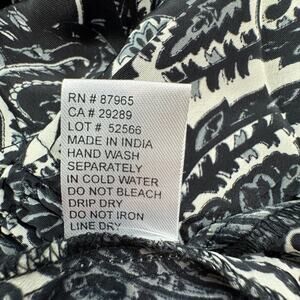 RN # 87965
CA # 29289
LOT # 52566
MADE IN INDIA
HAND WASH
SEPARATELY
IN COLD WATER
DO NOT BLEACH
DRIP DRY
DO NOT IRON
LINE DRY